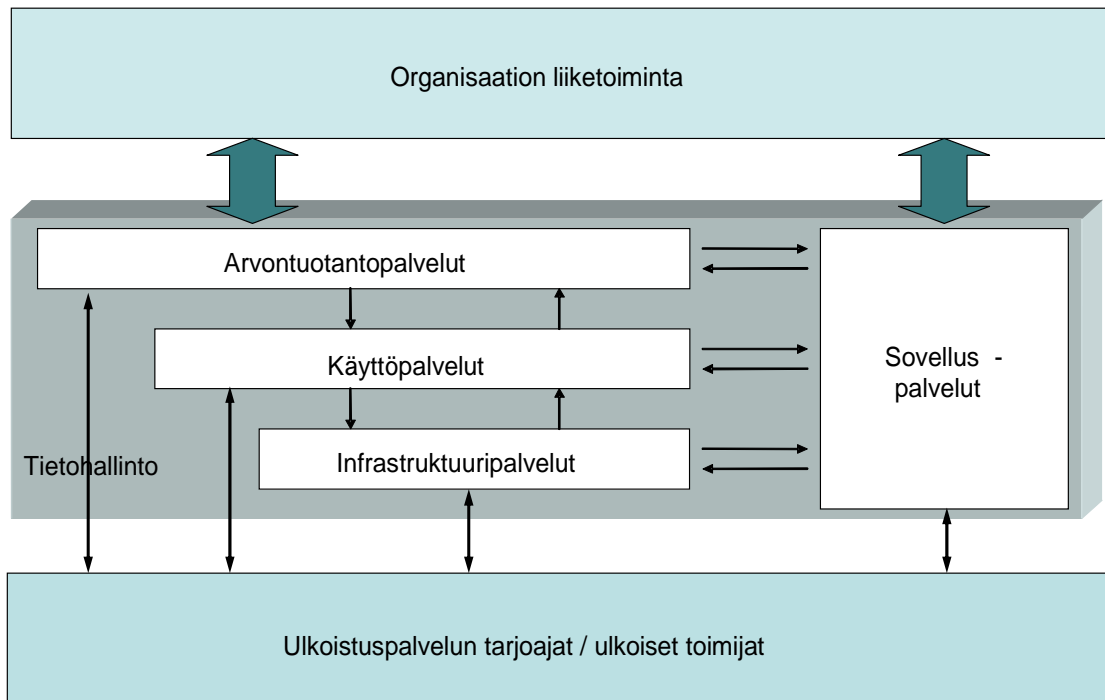 Organisaation liiketoiminta
Arvontuotantopalvelut
Käyttöpalvelut
Sovellus -
palvelut
Infrastruktuuripalvelut
Tietohallinto
Ulkoistuspalvelun tarjoajat / ulkoiset toimijat